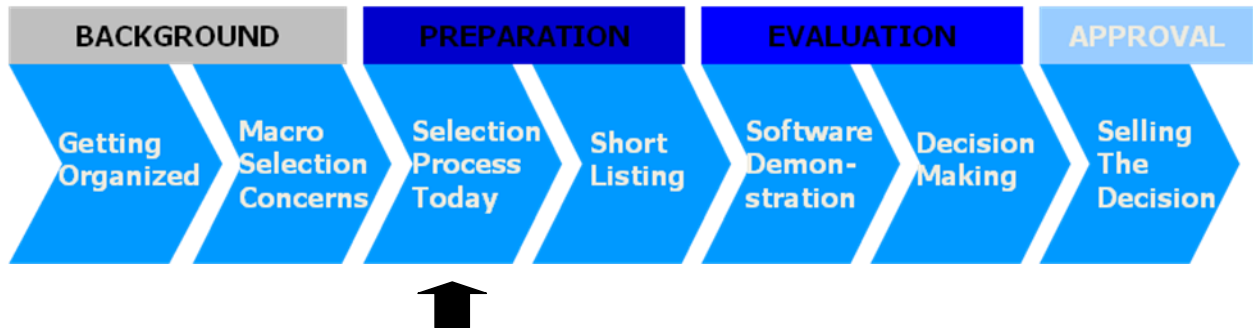 BACKGROUND
PREPARATION
EVALUATION
APPROVAL
Getting
Organized
Macro
Selection
Concerns
Selection
Process
Today
Short
Listing
Software
Demon-
stration
Decision
Making
Selling
The
Decision